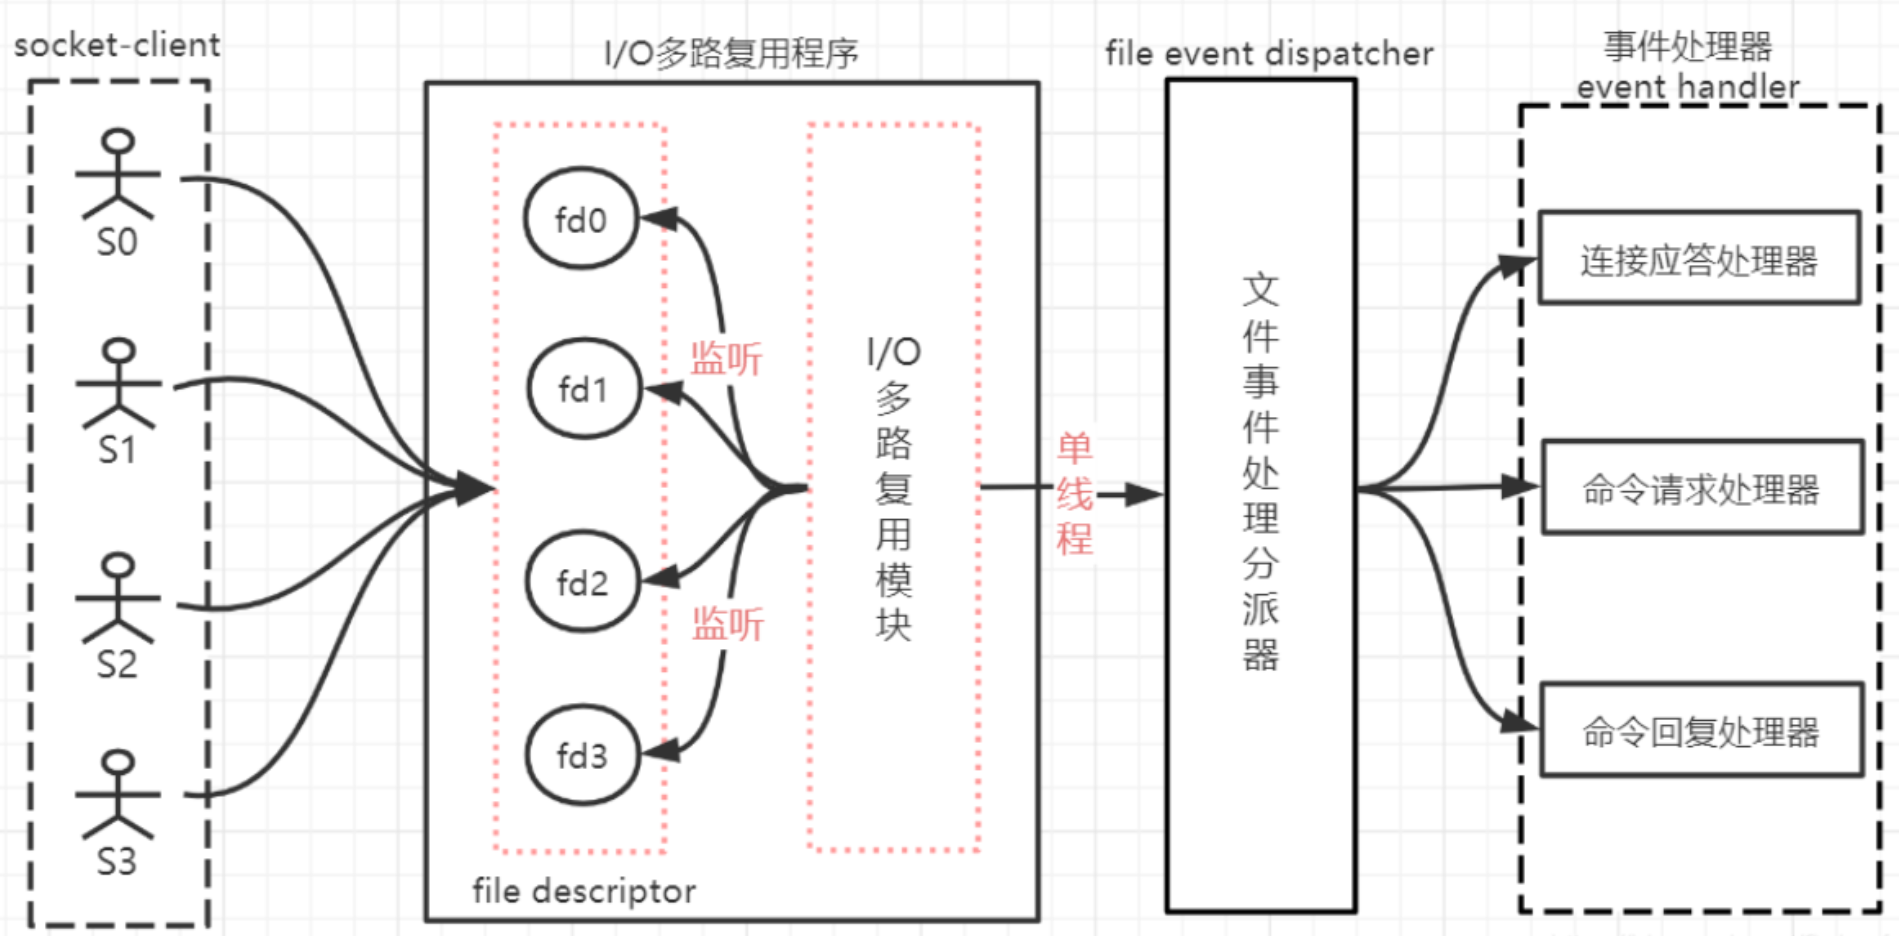 socket-client
S0
S1
S2
S3
I/O多路复用程序
fd0
fd1
fd2
fd3
监听
监听
I/O
多
路
复
用
模
块
file descriptor
单
线
程
file event dispatcher
文
件
事
件
处
理
分
派
器
事件处理器
event handler
连接应答处理器
命令请求处理器
命令回复处理器